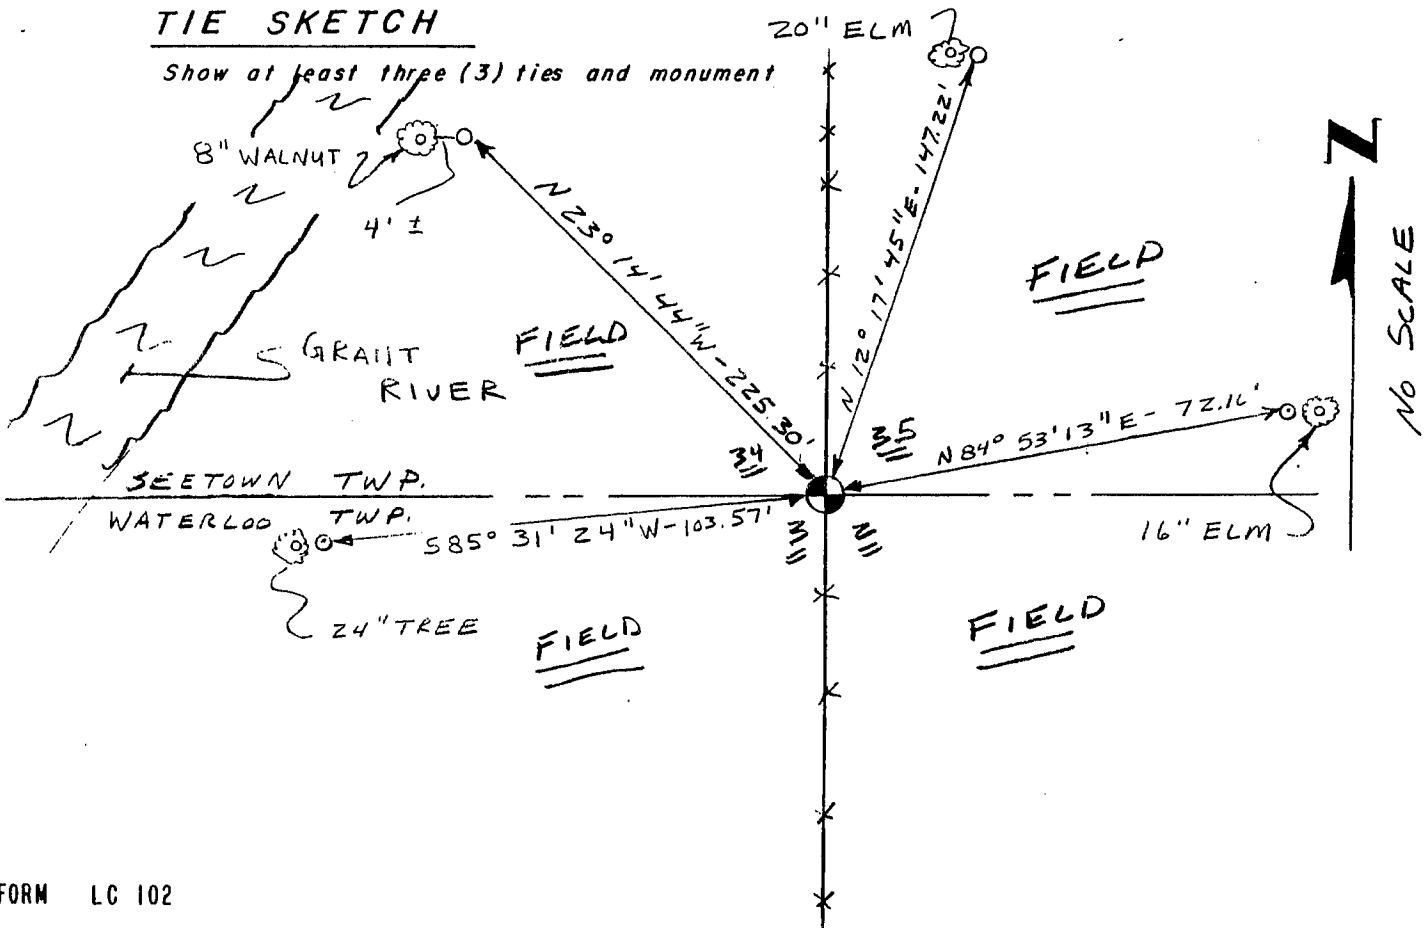 TIE SKETCH
Show at least three (3) ties and monument
20" ELM
8" WALNUT
4' ±
N 23° 14' 44" W - 225.30'
N 12° 17' 45" E - 147.22'
N
No SCALE
FIELD
FIELD
RIVER
34
35
N 84° 53' 13" E - 72.16'
SEETOWN TWP.
WATERLOO TWP.
S85° 31' 24" W - 103.57'
3
2
16" ELM
24" TREE
FIELD
FIELD
FORM LC 102